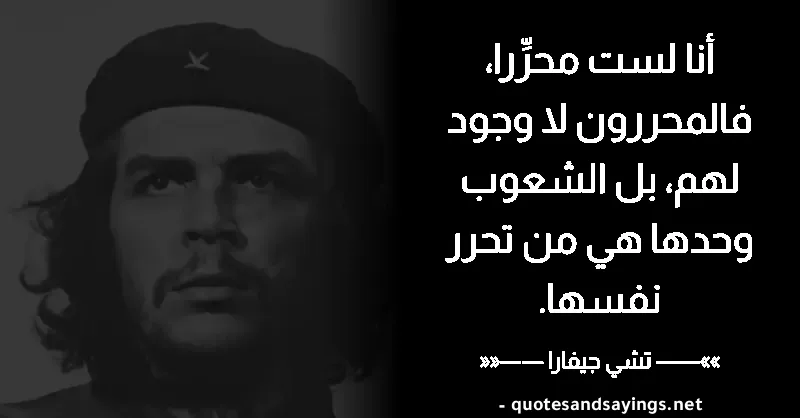 أنا لست محرِّرا،
فالمحررون لا وجود
لهم، بل الشعوب
وحدها هي من تحرر
نفسها.
»»—— تشي جيفارا ——««
- quotesandsayings.net